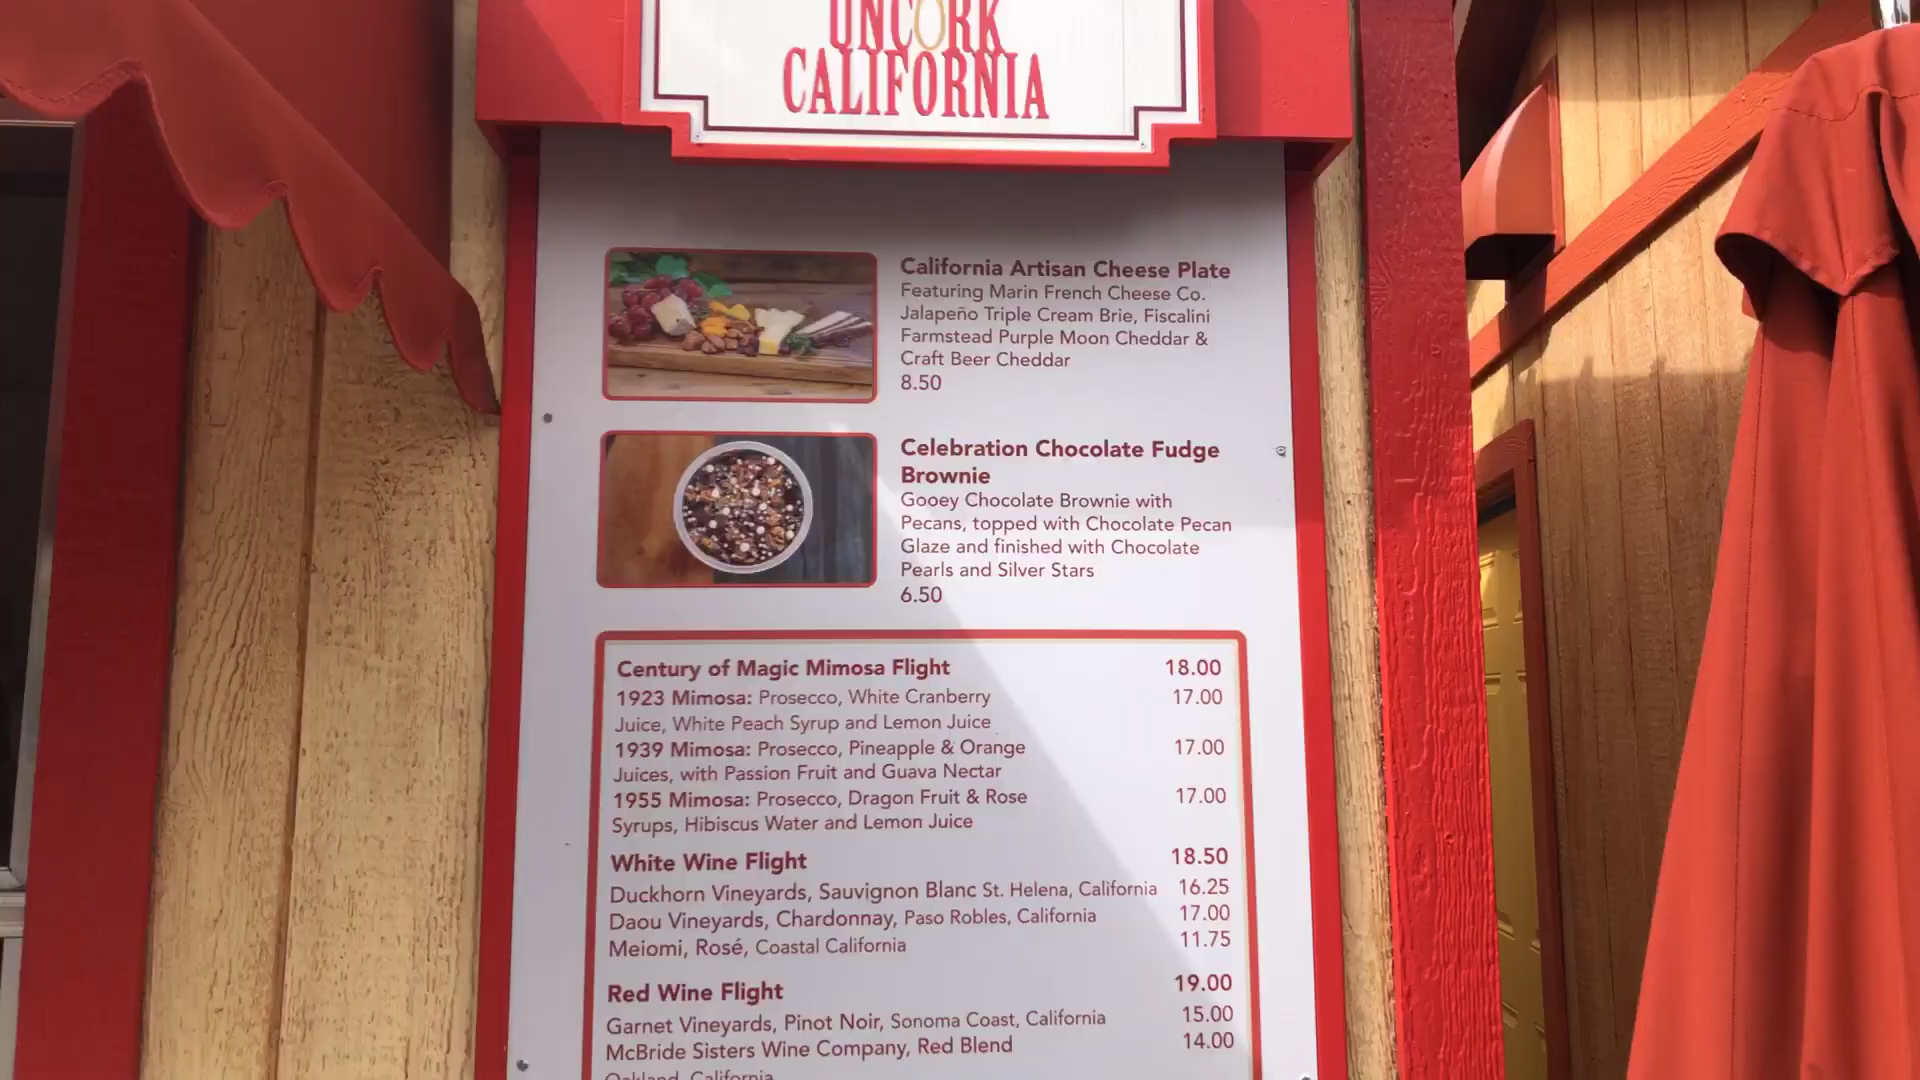 UNCORK
CALIFORNIA
California Artisan Cheese Plate
Featuring Marin French Cheese Co.
Jalapeño Triple Cream Brie, Fiscalini
Farmstead Purple Moon Cheddar &
Craft Beer Cheddar
8.50
Celebration Chocolate Fudge
Brownie
Gooey Chocolate Brownie with
Pecans, topped with Chocolate Pecan
Glaze and finished with Chocolate
Pearls and Silver Stars
6.50
Century of Magic Mimosa Flight 18.00
1923 Mimosa: Prosecco, White Cranberry 17.00
Juice, White Peach Syrup and Lemon Juice
1939 Mimosa: Prosecco, Pineapple & Orange 17.00
Juices, with Passion Fruit and Guava Nectar
1955 Mimosa: Prosecco, Dragon Fruit & Rose 17.00
Syrups, Hibiscus Water and Lemon Juice
White Wine Flight 18.50
Duckhorn Vineyards, Sauvignon Blanc St. Helena, California 16.25
Daou Vineyards, Chardonnay, Paso Robles, California 17.00
Meiomi, Rosé, Coastal California 11.75
Red Wine Flight 19.00
Garnet Vineyards, Pinot Noir, Sonoma Coast, California 15.00
McBride Sisters Wine Company, Red Blend 14.00
Oakland, California